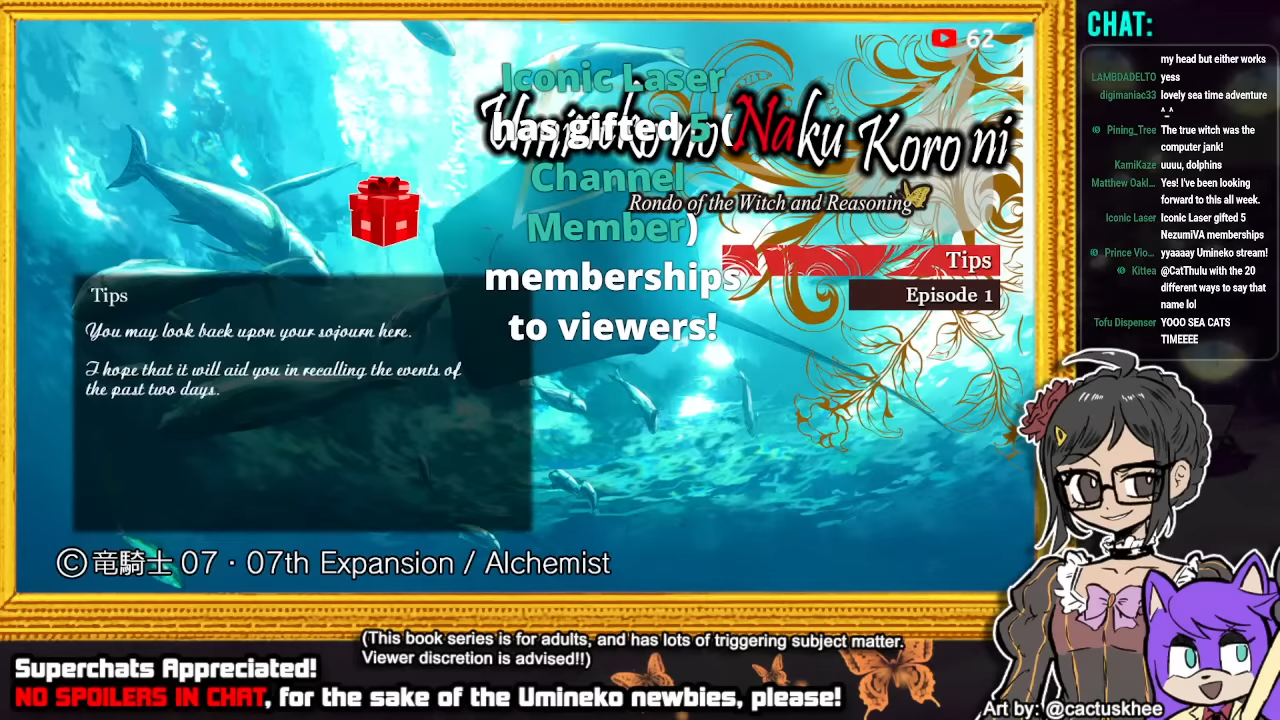 62
CHAT:
my head but either works
LAMBDADELTO yess
digimaniac33 lovely sea time adventure
^_^
Pining_Tree The true witch was the
computer jank!
KamiKaze uuuu, dolphins
Matthew Oakl... Yes! I've been looking
forward to this all week.
Iconic Laser Iconic Laser gifted 5
NezumiVA memberships
Prince Vio... yyaaaay Umineko stream!
Kittea @CatThulu with the 20
different ways to say that
name lol
Tofu Dispenser YOOO SEA CATS
TIMEEEE
Iconic Laser
has gifted 5 (
Channel
Member)
memberships
to viewers!
Umineko no Naku Koro ni
Rondo of the Witch and Reasoning
Tips
Episode 1
Tips
You may look back upon your sojourn here.
I hope that it will aid you in recalling the events of
the past two days.
©竜騎士 07 · 07th Expansion / Alchemist
(This book series is for adults, and has lots of triggering subject matter.
Viewer discretion is advised!!)
Superchats Appreciated!
NO SPOILERS IN CHAT, for the sake of the Umineko newbies, please!
Art by: @cactuskhee